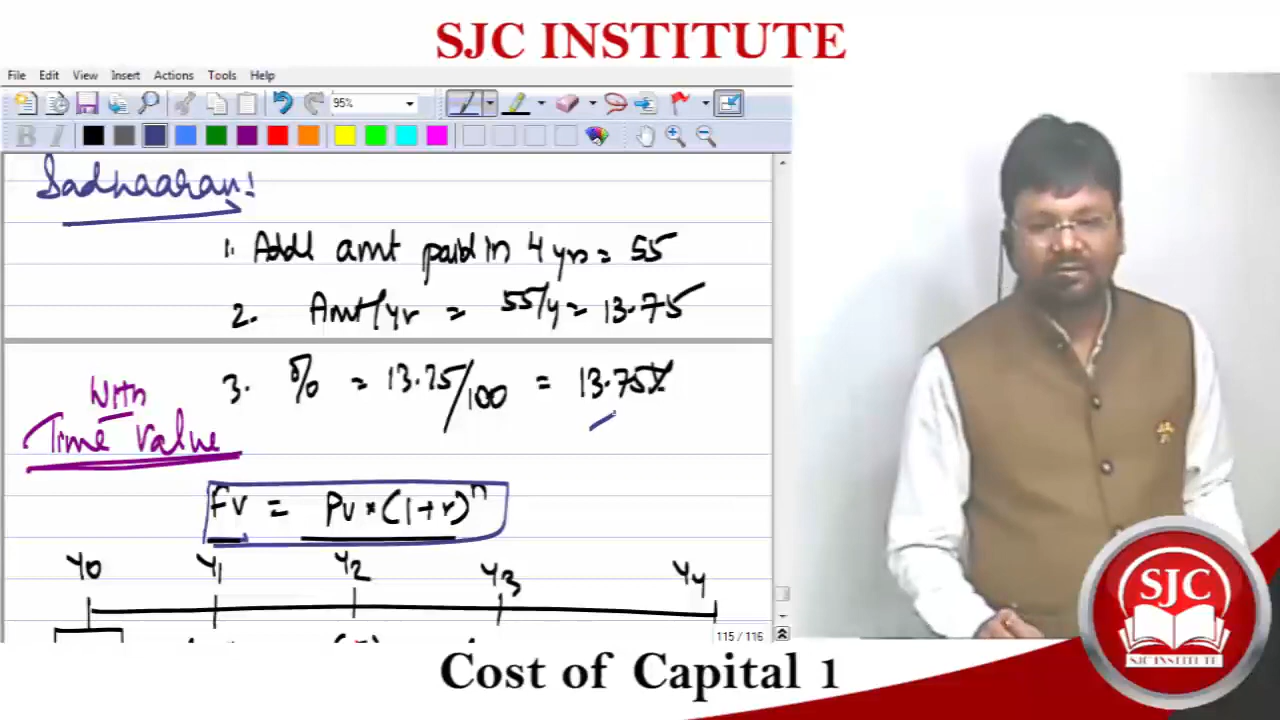 SJC INSTITUTE
File Edit View Insert Actions Tools Help
95%
B I
Sadhaaran!
1. Addl amt paid in 4 yrs = 55
2. Amt/yr = 55/4 = 13.75
3. % = 13.75/100 = 13.75%
With
Time Value
FV = PV * (1+r)^n
Y0 Y1 Y2 Y3 Y4
115 / 116
SJC
SJC INSTITUTE
Cost of Capital 1